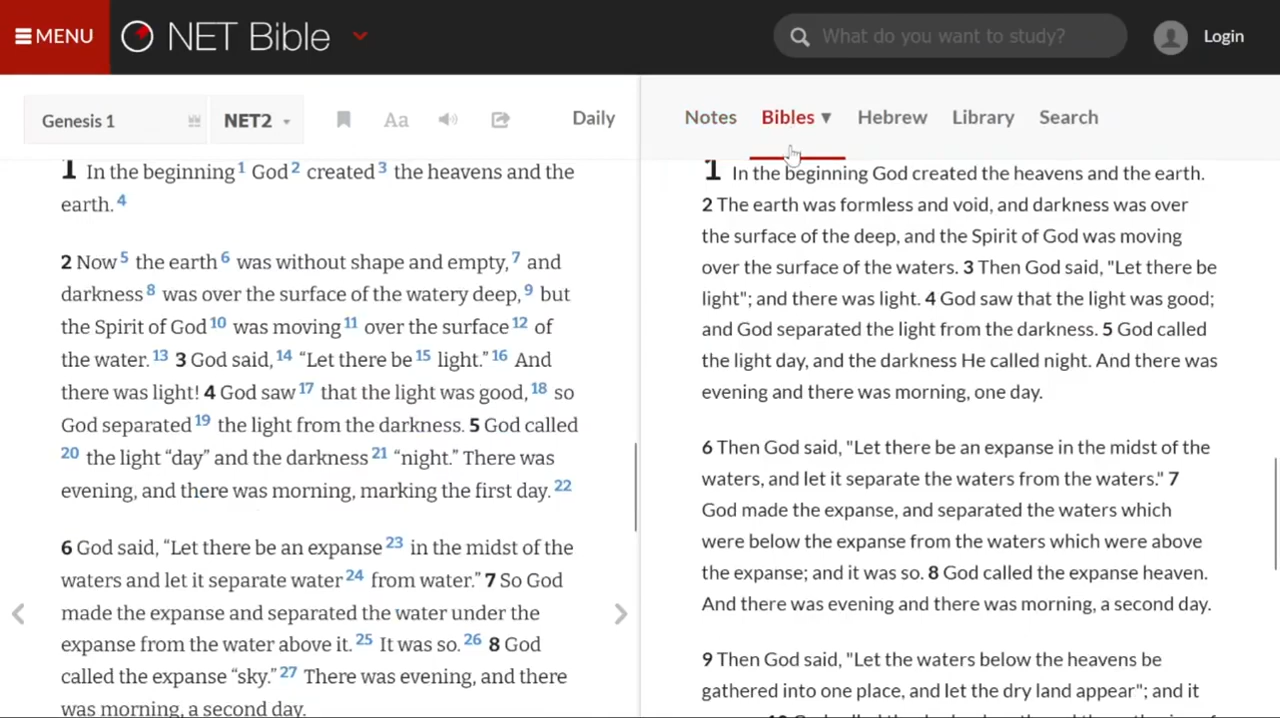 MENU
NET Bible
What do you want to study?
Login
Genesis 1
NET2
Aa
Daily
1 In the beginning 1 God 2 created 3 the heavens and the
earth. 4
2 Now 5 the earth 6 was without shape and empty, 7 and
darkness 8 was over the surface of the watery deep, 9 but
the Spirit of God 10 was moving 11 over the surface 12 of
the water. 13 3 God said, 14 “Let there be 15 light.” 16 And
there was light! 4 God saw 17 that the light was good, 18 so
God separated 19 the light from the darkness. 5 God called
20 the light “day” and the darkness 21 “night.” There was
evening, and there was morning, marking the first day. 22
6 God said, “Let there be an expanse 23 in the midst of the
waters and let it separate water 24 from water.” 7 So God
made the expanse and separated the water under the
expanse from the water above it. 25 It was so. 26 8 God
called the expanse “sky.” 27 There was evening, and there
was morning, a second day.
Notes
Bibles ▼
Hebrew
Library
Search
1 In the beginning God created the heavens and the earth.
2 The earth was formless and void, and darkness was over
the surface of the deep, and the Spirit of God was moving
over the surface of the waters. 3 Then God said, "Let there be
light"; and there was light. 4 God saw that the light was good;
and God separated the light from the darkness. 5 God called
the light day, and the darkness He called night. And there was
evening and there was morning, one day.
6 Then God said, "Let there be an expanse in the midst of the
waters, and let it separate the waters from the waters." 7
God made the expanse, and separated the waters which
were below the expanse from the waters which were above
the expanse; and it was so. 8 God called the expanse heaven.
And there was evening and there was morning, a second day.
9 Then God said, "Let the waters below the heavens be
gathered into one place, and let the dry land appear"; and it